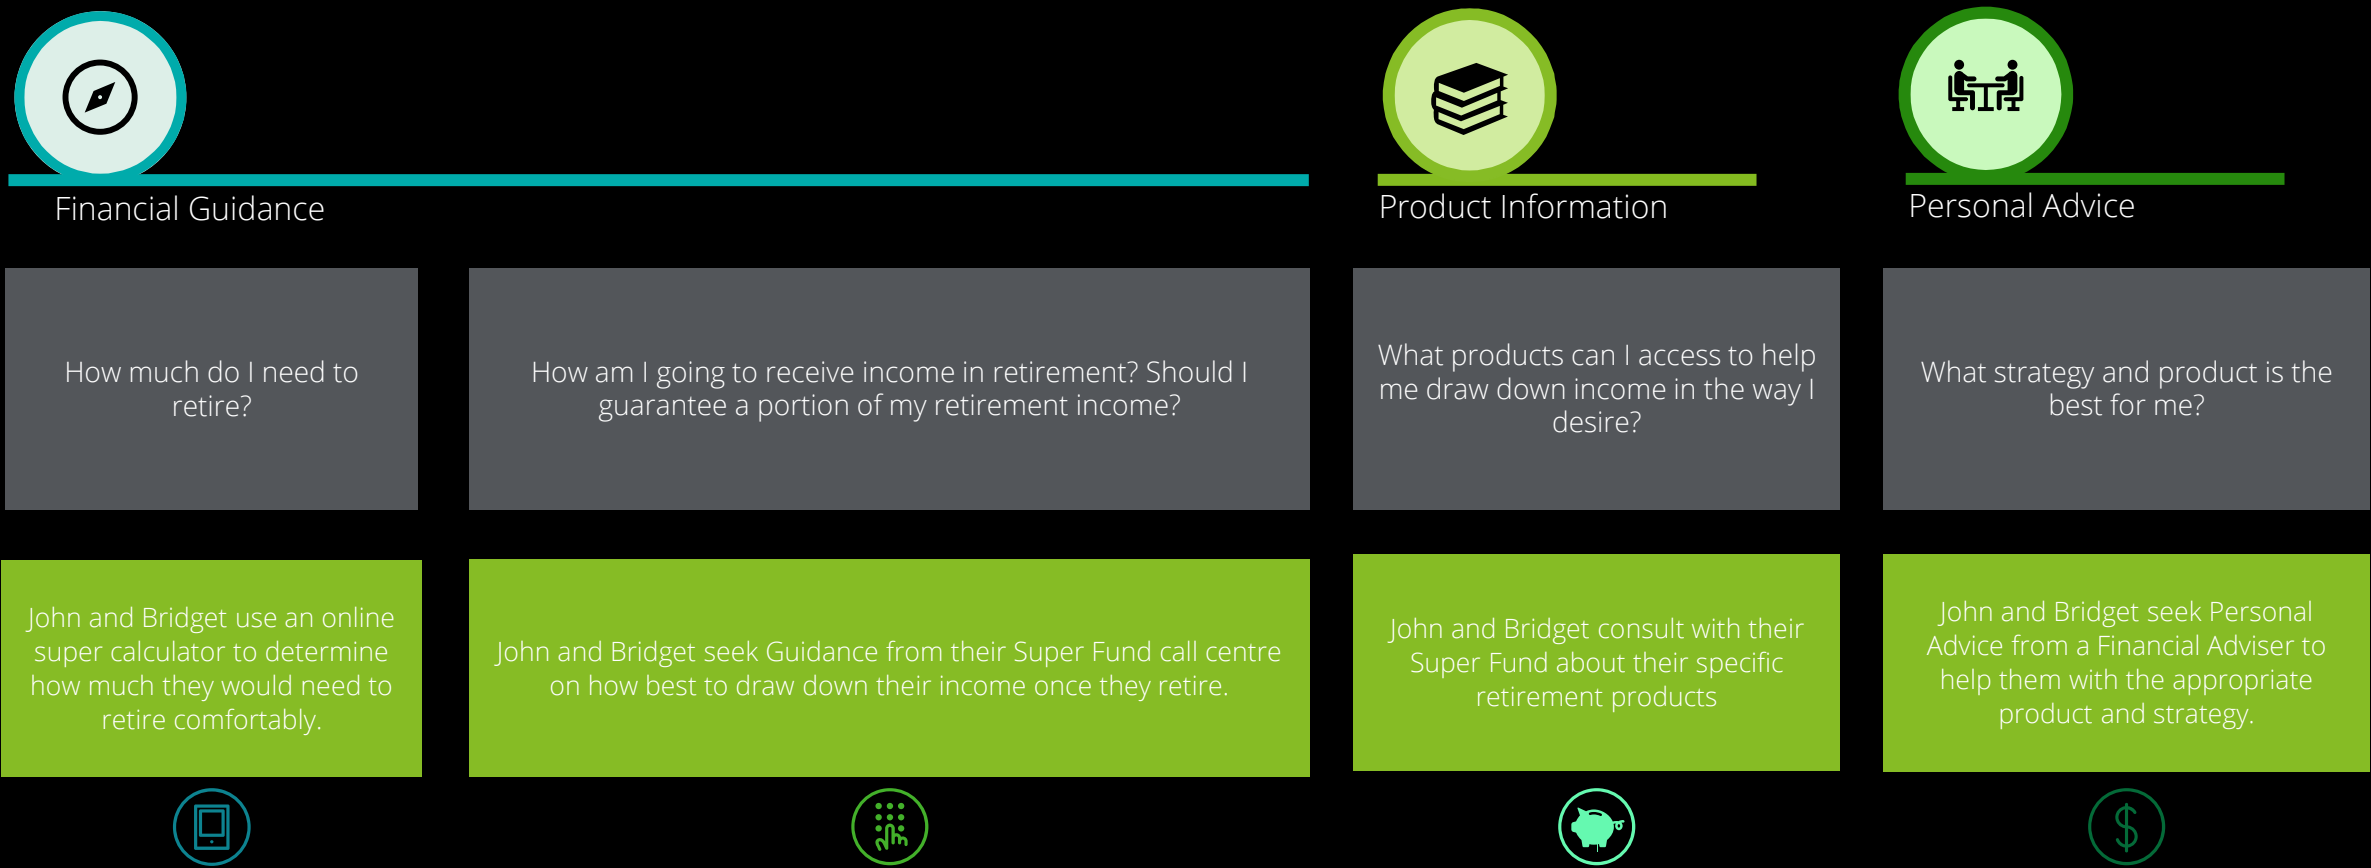 Financial Guidance
Product Information
Personal Advice
How much do I need to
retire?
How am I going to receive income in retirement? Should I
guarantee a portion of my retirement income?
What products can I access to help
me draw down income in the way I
desire?
What strategy and product is the
best for me?
John and Bridget use an online
super calculator to determine
how much they would need to
retire comfortably.
John and Bridget seek Guidance from their Super Fund call centre
on how best to draw down their income once they retire.
John and Bridget consult with their
Super Fund about their specific
retirement products
John and Bridget seek Personal
Advice from a Financial Adviser to
help them with the appropriate
product and strategy.